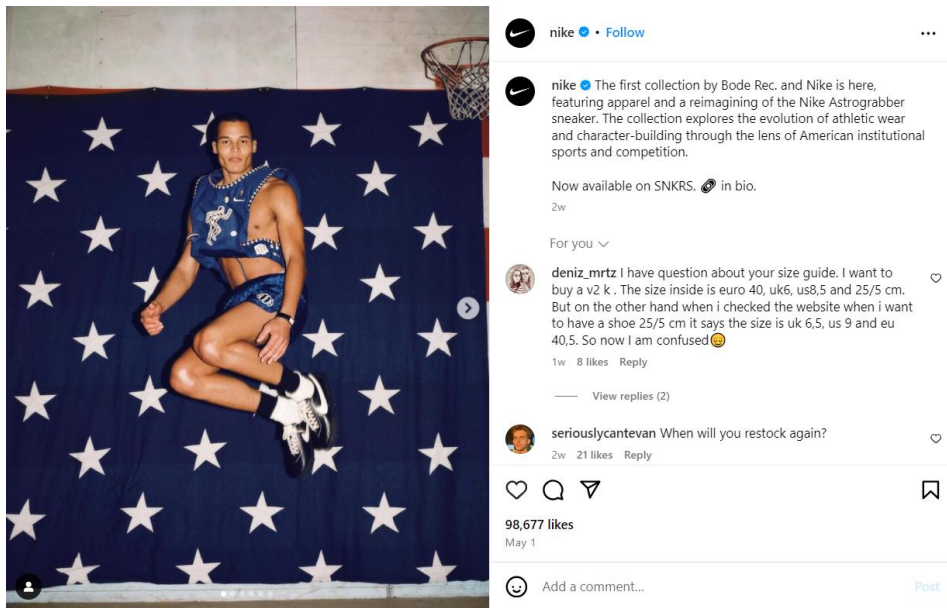 nike • Follow
nike The first collection by Bode Rec. and Nike is here,
featuring apparel and a reimagining of the Nike Astrograbber
sneaker. The collection explores the evolution of athletic wear
and character-building through the lens of American institutional
sports and competition.
Now available on SNKRS. 🔗 in bio.
2w
For you
deniz_mrtz I have question about your size guide. I want to
buy a v2 k . The size inside is euro 40, uk6, us8,5 and 25/5 cm.
But on the other hand when i checked the website when i want
to have a shoe 25/5 cm it says the size is uk 6,5, us 9 and eu
40,5. So now I am confused😔
1w 8 likes Reply
View replies (2)
seriouslycantevan When will you restock again?
2w 21 likes Reply
98,677 likes
May 1
Add a comment...
Post